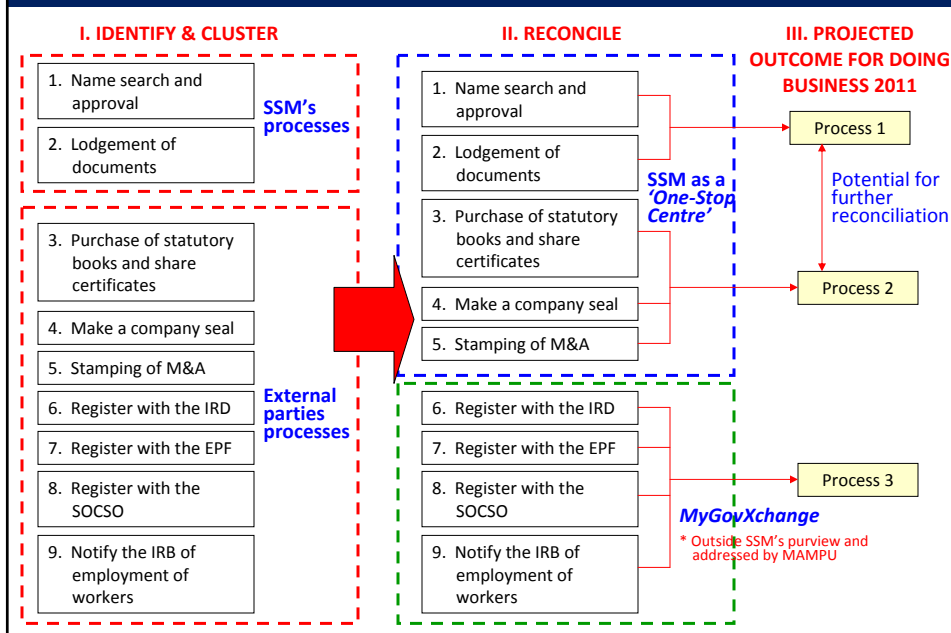 I. IDENTIFY & CLUSTER
1. Name search and
approval
2. Lodgement of
documents
SSM's
processes
3. Purchase of statutory
books and share
certificates
4. Make a company seal
5. Stamping of M&A
6. Register with the IRD
7. Register with the EPF
8. Register with the
SOCSO
9. Notify the IRB of
employment of
workers
External
parties
processes
II. RECONCILE
1. Name search and
approval
2. Lodgement of
documents
3. Purchase of statutory
books and share
certificates
4. Make a company seal
5. Stamping of M&A
SSM as a
'One-Stop
Centre'
6. Register with the IRD
7. Register with the EPF
8. Register with the
SOCSO
9. Notify the IRB of
employment of
workers
MyGovXchange
* Outside SSM's purview and
addressed by MAMPU
III. PROJECTED
OUTCOME FOR DOING
BUSINESS 2011
Process 1
Potential for
further
reconciliation
Process 2
Process 3